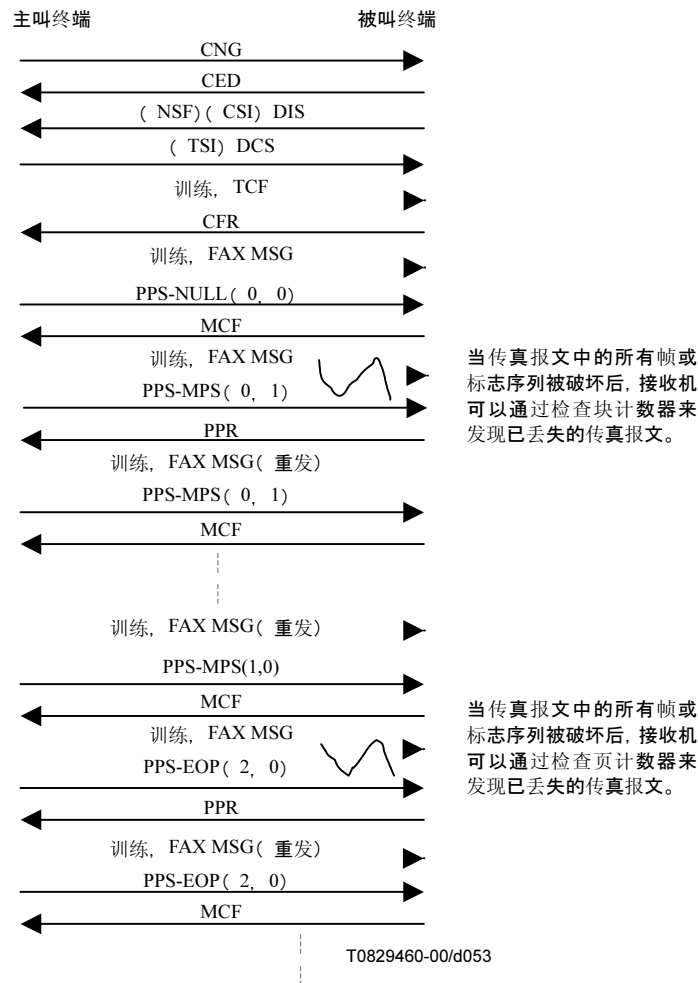 主叫终端 被叫终端
CNG
CED
( NSF) ( CSI) DIS
( TSI) DCS
训练, TCF
CFR
训练, FAX MSG
PPS-NULL( 0, 0)
MCF
训练, FAX MSG
PPS-MPS( 0, 1)
当传真报文中的所有帧或
标志序列被破坏后, 接收机
可以通过检查块计数器来
发现已丢失的传真报文。
PPR
训练, FAX MSG( 重发)
PPS-MPS( 0, 1)
MCF
训练, FAX MSG( 重发)
PPS-MPS(1,0)
MCF
训练, FAX MSG
PPS-EOP( 2, 0)
当传真报文中的所有帧或
标志序列被破坏后, 接收机
可以通过检查页计数器来
发现已丢失的传真报文。
PPR
训练, FAX MSG( 重发)
PPS-EOP( 2, 0)
MCF
T0829460-00/d053